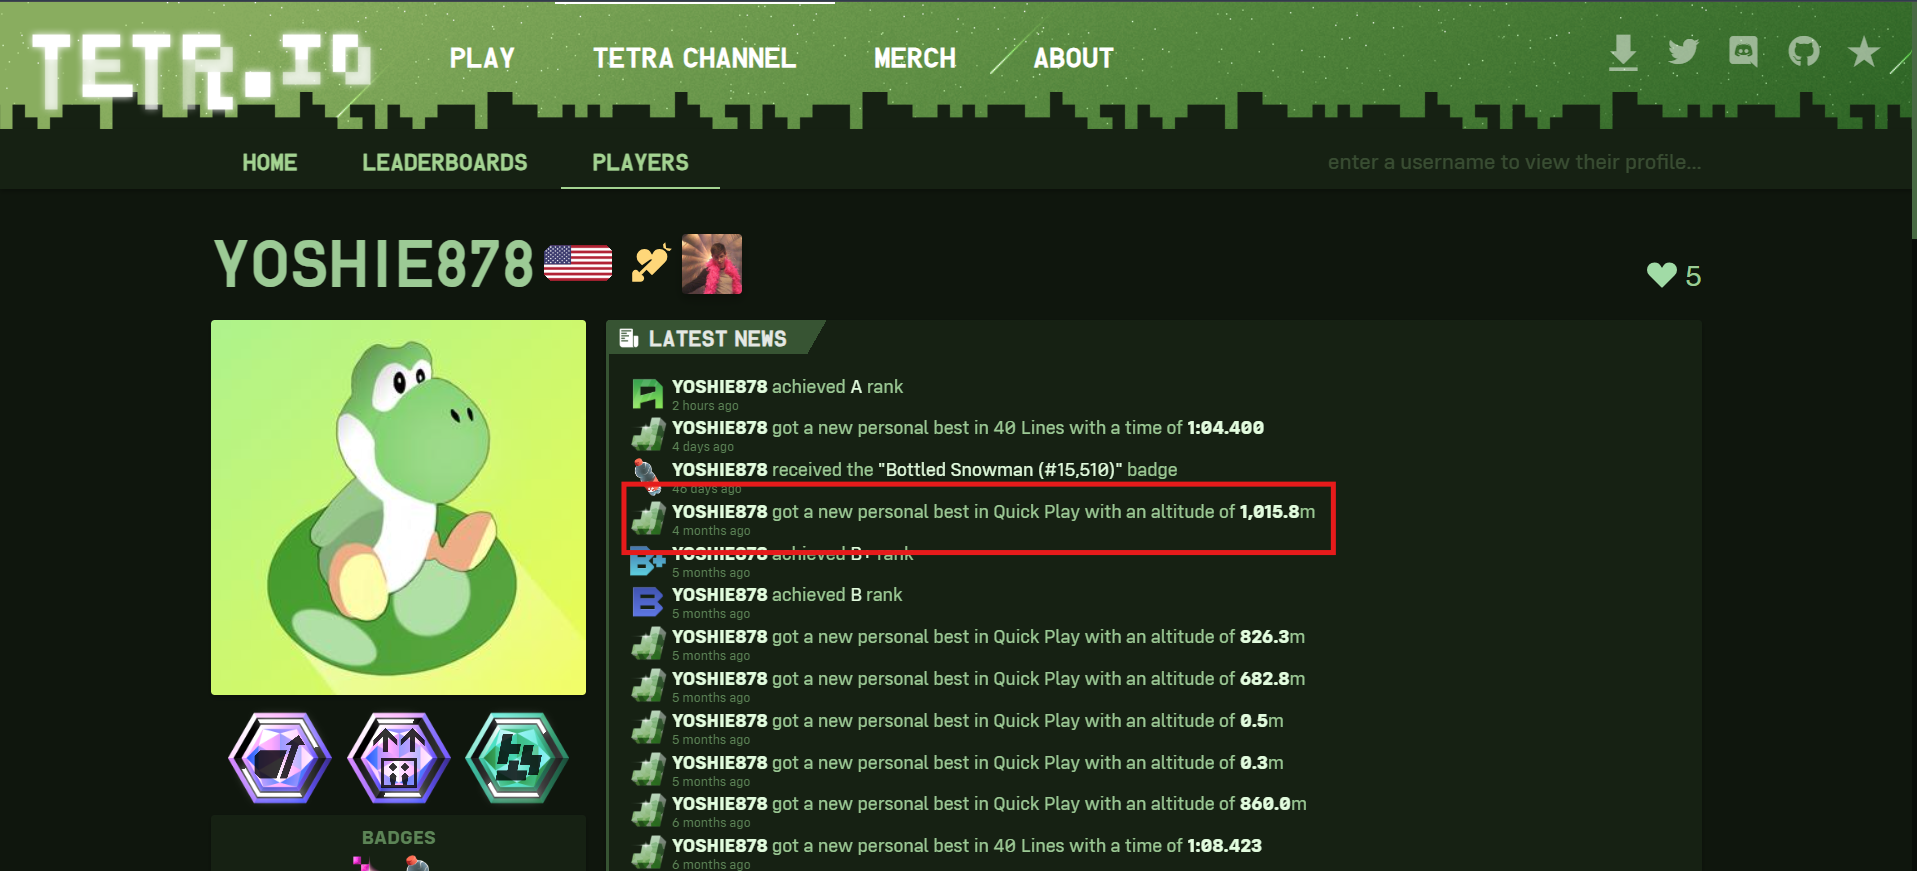 TETR.IO
PLAY
TETRA CHANNEL
MERCH
ABOUT
HOME
LEADERBOARDS
PLAYERS
enter a username to view their profile...
YOSHIE878
5
LATEST NEWS
YOSHIE878 achieved A rank
2 hours ago
YOSHIE878 got a new personal best in 40 Lines with a time of 1:04.400
4 days ago
YOSHIE878 received the "Bottled Snowman (#15,510)" badge
46 days ago
YOSHIE878 got a new personal best in Quick Play with an altitude of 1,015.8m
4 months ago
YOSHIE878 achieved B+ rank
5 months ago
YOSHIE878 achieved B rank
5 months ago
YOSHIE878 got a new personal best in Quick Play with an altitude of 826.3m
5 months ago
YOSHIE878 got a new personal best in Quick Play with an altitude of 682.8m
5 months ago
YOSHIE878 got a new personal best in Quick Play with an altitude of 0.5m
5 months ago
YOSHIE878 got a new personal best in Quick Play with an altitude of 0.3m
5 months ago
YOSHIE878 got a new personal best in Quick Play with an altitude of 860.0m
6 months ago
YOSHIE878 got a new personal best in 40 Lines with a time of 1:08.423
6 months ago
BADGES